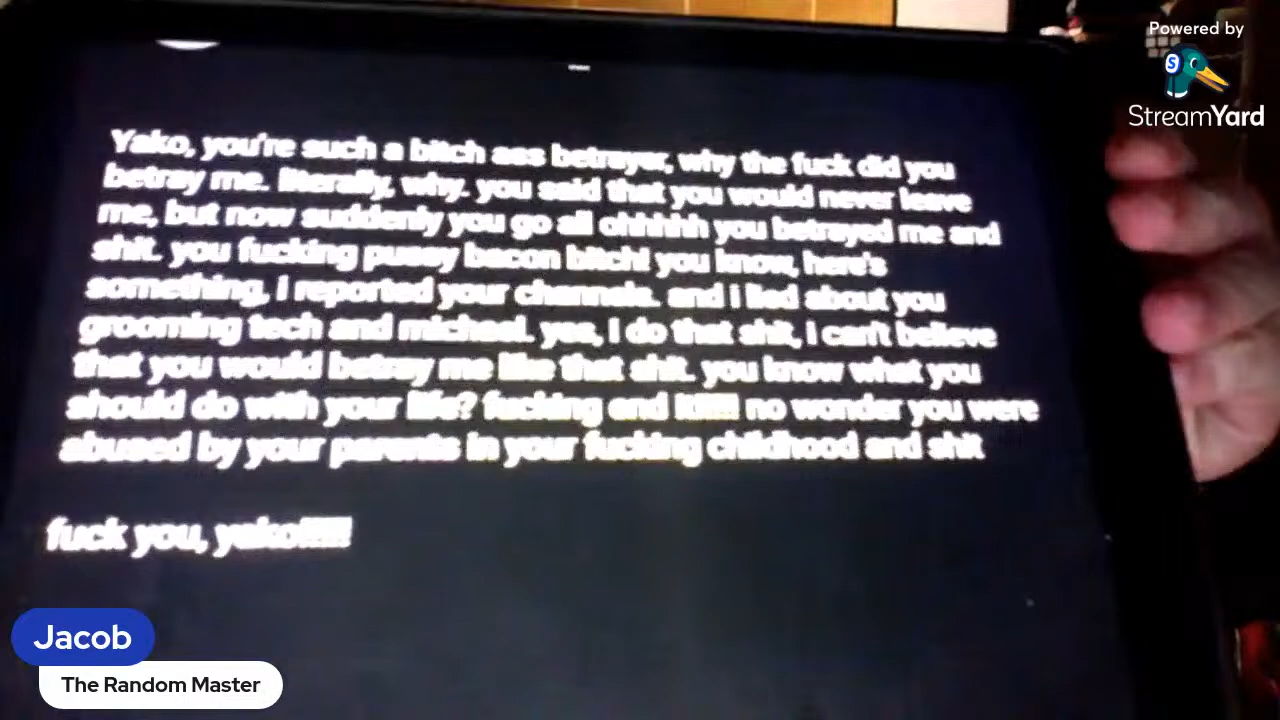 Powered by
StreamYard
Yako, you're such a bitch ass betrayer, why the fuck did you
betray me. literally. why. you said that you would never leave
me, but now suddenly you go all ohhhhh you betrayed me and
shit. you fucking pussy bacon bitch! you know, here's
something, I reported your channels. and i lied about you
grooming tech and micheal. yes, I do that shit, I can't believe
that you would betray me like that shit. you know what you
should do with your life? fucking end it!!!!! no wonder you were
abused by your parents in your fucking childhood and shit
fuck you, yako!!!!!
Jacob
The Random Master